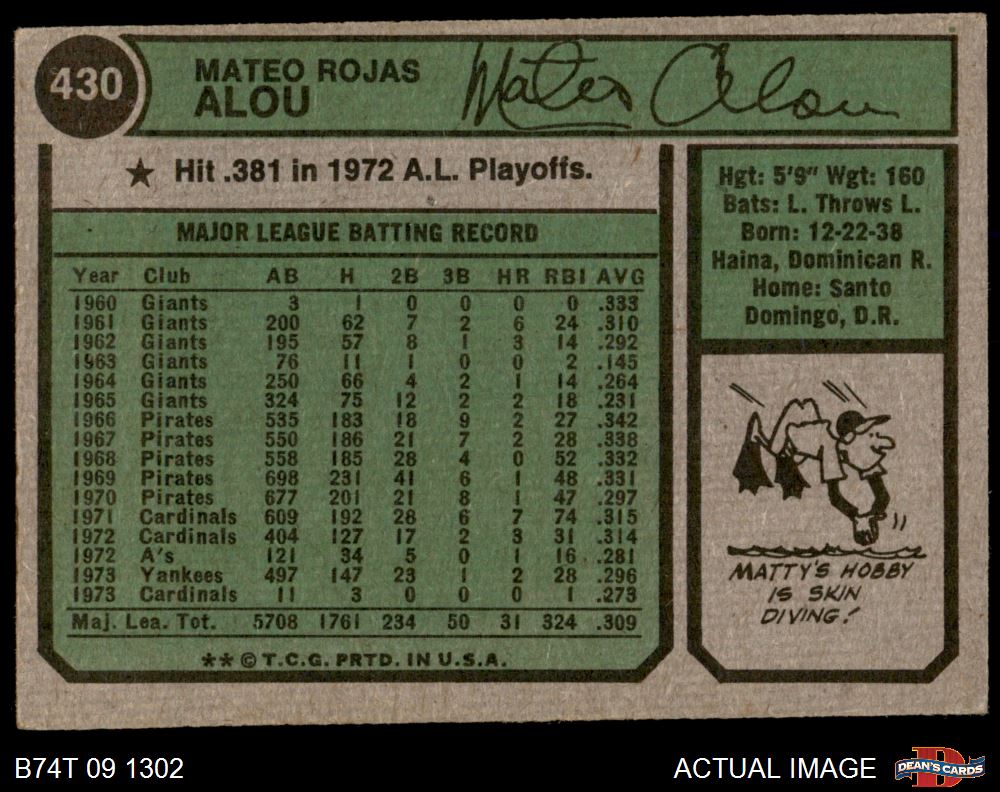 430
MATEO ROJAS
ALOU
Mateo Alou
★ Hit .381 in 1972 A.L. Playoffs.
MAJOR LEAGUE BATTING RECORD
Year Club AB H 2B 3B HR RBI AVG
1960 Giants 3 1 0 0 0 0 .333
1961 Giants 200 62 7 2 6 24 .310
1962 Giants 195 57 8 1 3 14 .292
1963 Giants 76 11 1 0 0 2 .145
1964 Giants 250 66 4 2 1 14 .264
1965 Giants 324 75 12 2 2 18 .231
1966 Pirates 535 183 18 9 2 27 .342
1967 Pirates 550 186 21 7 2 28 .338
1968 Pirates 558 185 28 4 0 52 .332
1969 Pirates 698 231 41 6 1 48 .331
1970 Pirates 677 201 21 8 1 47 .297
1971 Cardinals 609 192 28 6 7 74 .315
1972 Cardinals 404 127 17 2 3 31 .314
1972 A's 121 34 5 0 1 16 .281
1973 Yankees 497 147 23 1 2 28 .296
1973 Cardinals 11 3 0 0 0 1 .273
Maj. Lea. Tot. 5708 1761 234 50 31 324 .309
**©T.C.G. PRTD. IN U.S.A.
Hgt: 5'9" Wgt: 160
Bats: L. Throws L.
Born: 12-22-38
Haina, Dominican R.
Home: Santo
Domingo, D.R.
MATTY'S HOBBY
IS SKIN
DIVING!
B74T 09 1302
ACTUAL IMAGE
DEAN'S CARDS